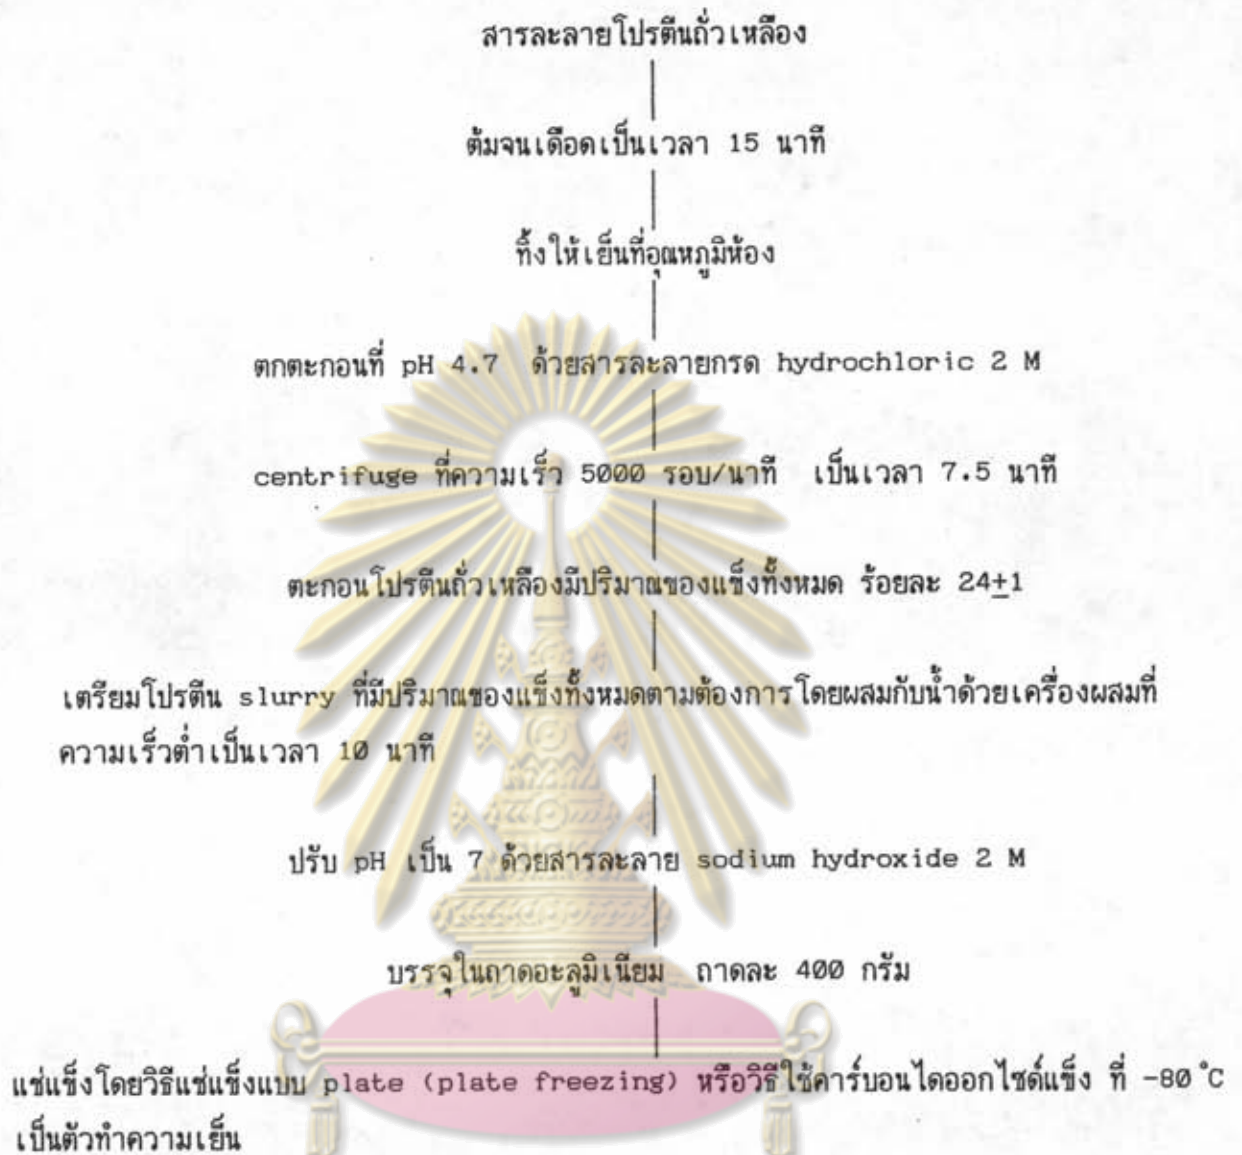 สารละลายโปรตีนถั่วเหลือง
ต้มจนเดือดเป็นเวลา 15 นาที
ทิ้งให้เย็นที่อุณหภูมิห้อง
ตกตะกอนที่ pH 4.7 ด้วยสารละลายกรด hydrochloric 2 M
centrifuge ที่ความเร็ว 5000 รอบ/นาที เป็นเวลา 7.5 นาที
ตะกอนโปรตีนถั่วเหลืองมีปริมาณของแข็งทั้งหมด ร้อยละ 24±1
เตรียมโปรตีน slurry ที่มีปริมาณของแข็งทั้งหมดตามต้องการ โดยผสมกับน้ำด้วยเครื่องผสมที่
ความเร็วต่ำเป็นเวลา 10 นาที
ปรับ pH เป็น 7 ด้วยสารละลาย sodium hydroxide 2 M
บรรจุในถาดอะลูมิเนียม ถาดละ 400 กรัม
แช่แข็งโดยวิธีแช่แข็งแบบ plate (plate freezing) หรือวิธีใช้คาร์บอนไดออกไซด์แข็ง ที่ -80 °C
เป็นตัวทำความเย็น